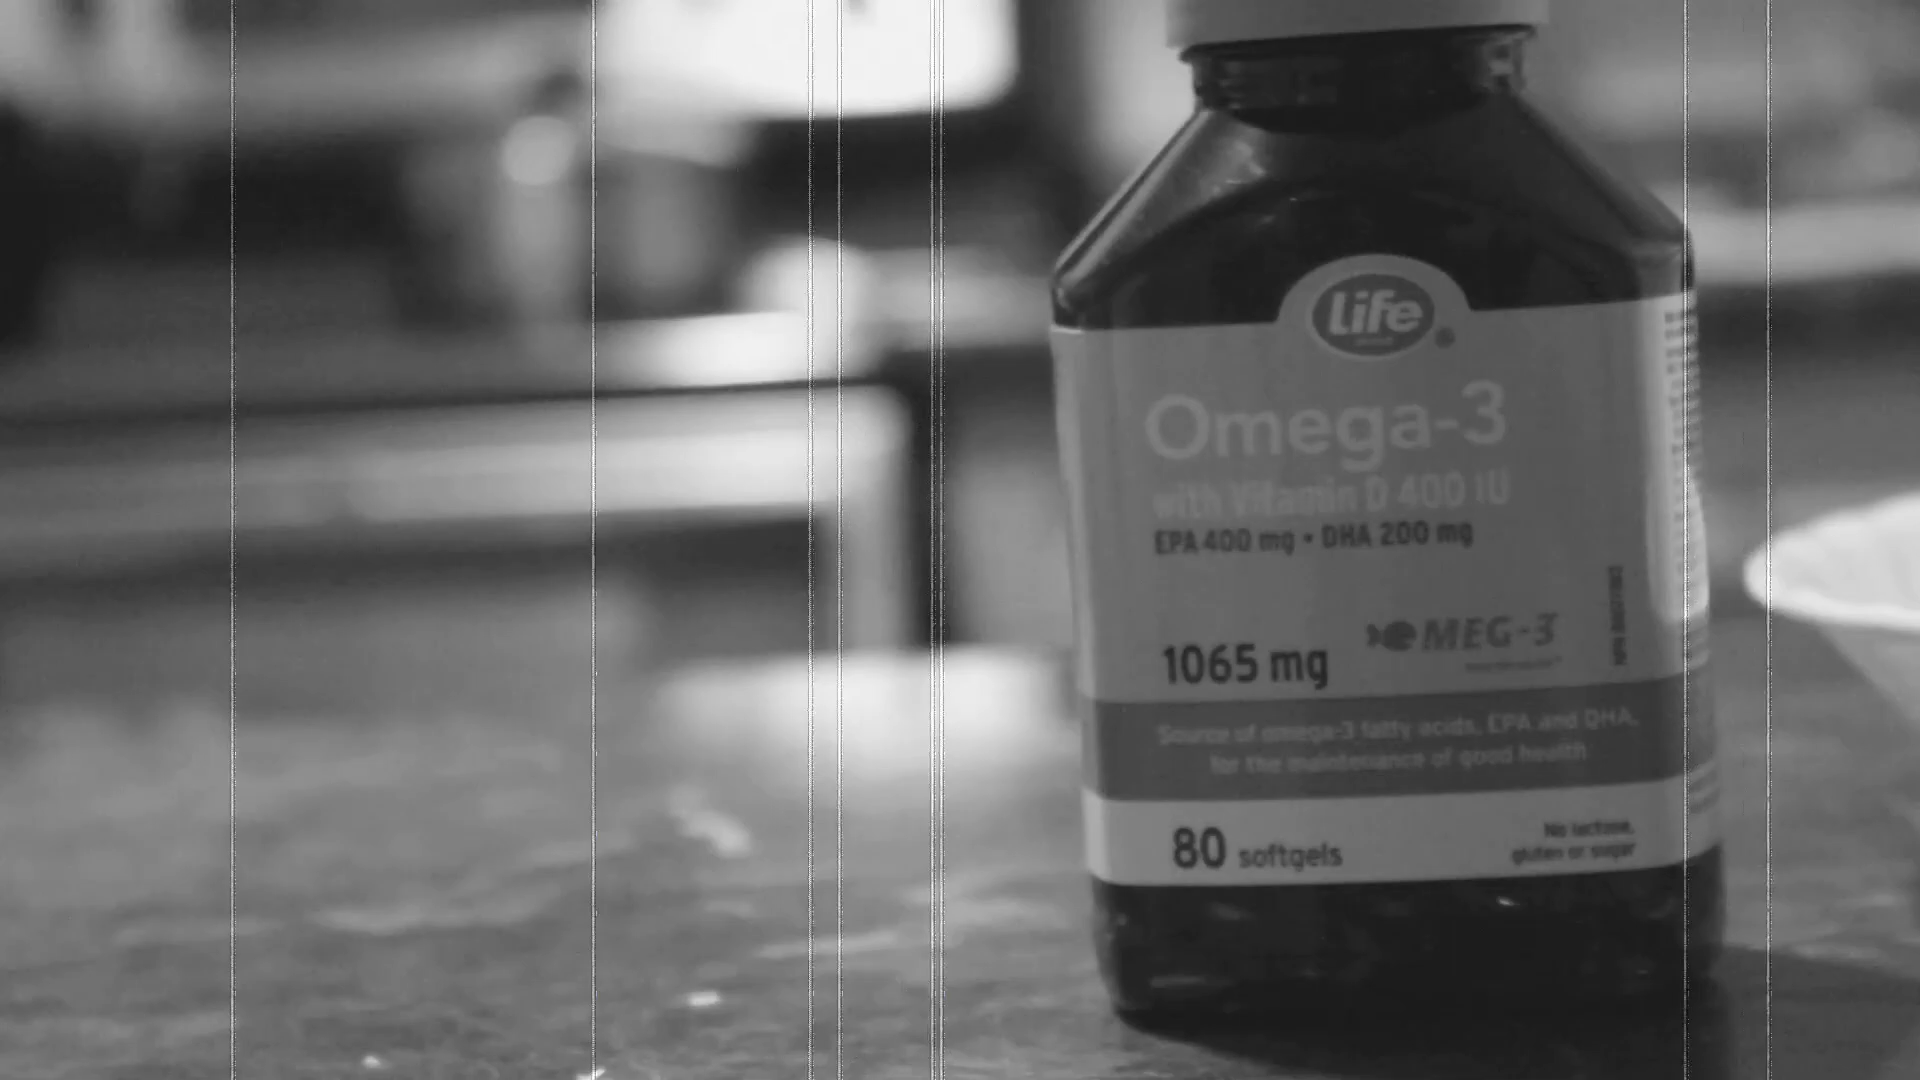 Life
Omega-3
with Vitamin D 400 IU
EPA 400 mg • DHA 200 mg
1065 mg
MEG-3
Source of omega-3 fatty acids, EPA and DHA,
for the maintenance of good health
80 softgels
No lactose,
gluten or sugar